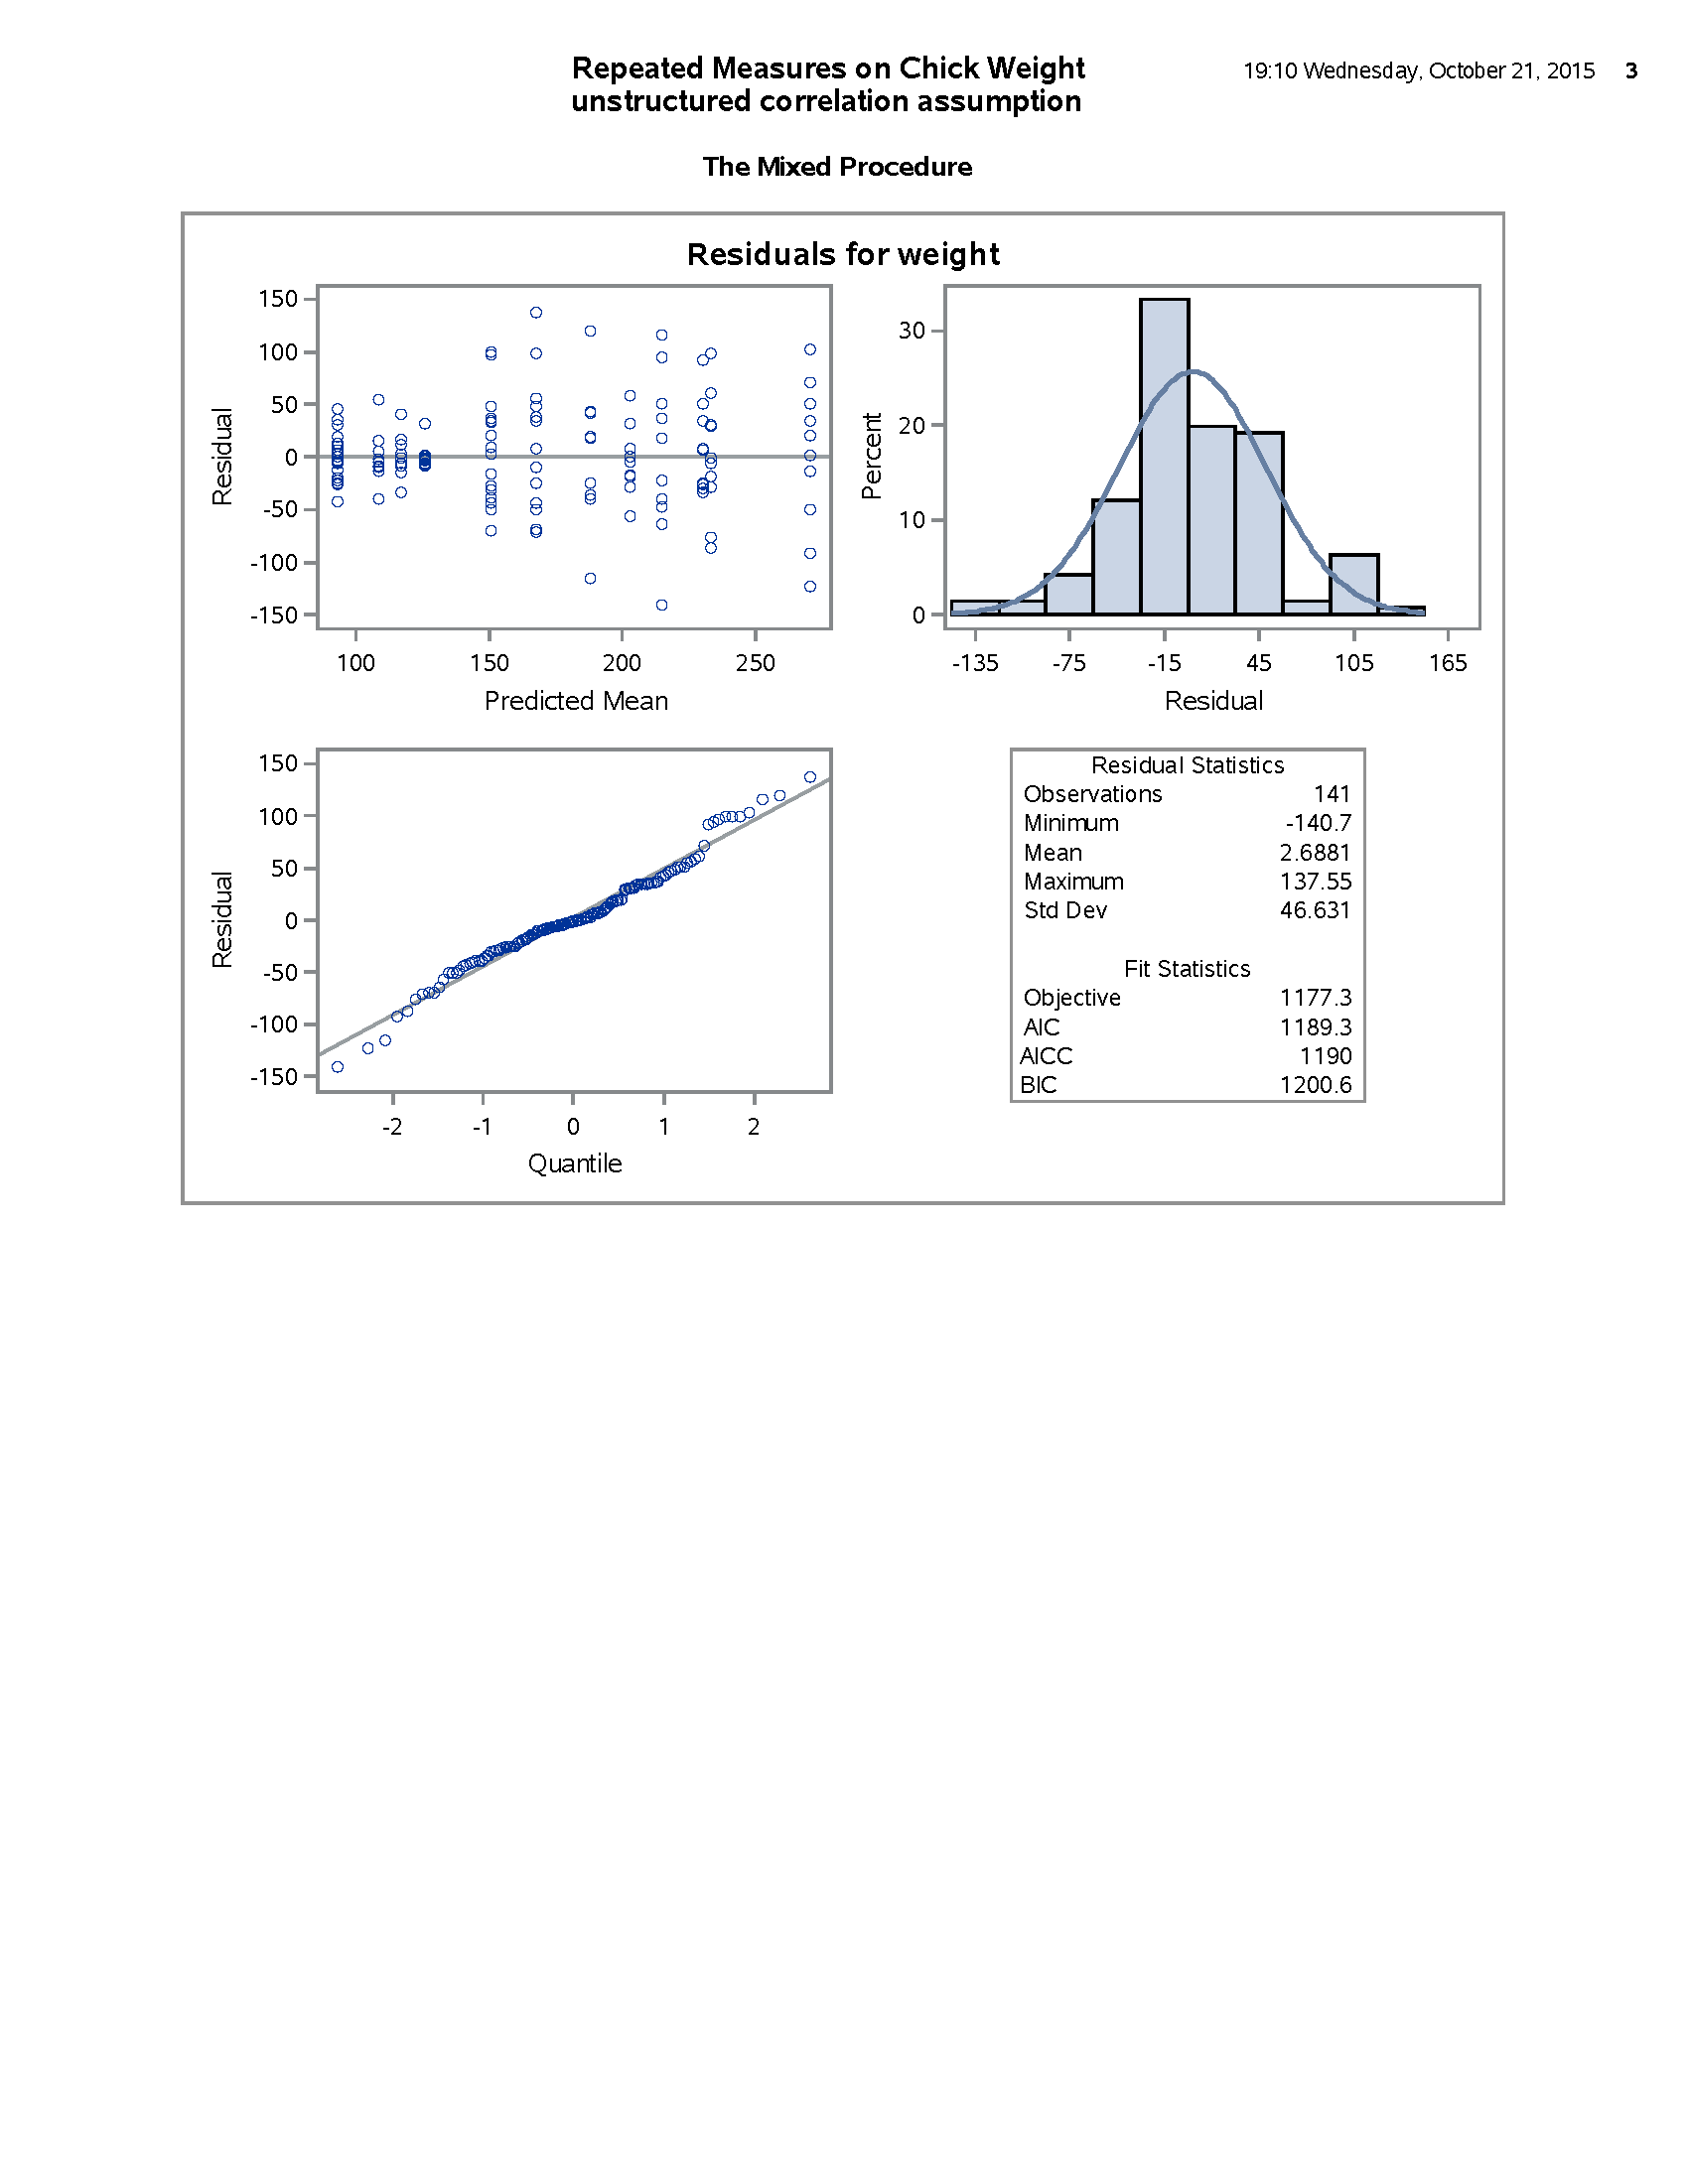 Repeated Measures on Chick Weight
unstructured correlation assumption
19:10 Wednesday, October 21, 2015 3
The Mixed Procedure
Residuals for weight
150
100
50
0
-50
-100
-150
Residual
100 150 200 250
Predicted Mean
30
20
10
0
Percent
-135 -75 -15 45 105 165
Residual
150
100
50
0
-50
-100
-150
Residual
-2 -1 0 1 2
Quantile
Residual Statistics
Observations 141
Minimum -140.7
Mean 2.6881
Maximum 137.55
Std Dev 46.631
Fit Statistics
Objective 1177.3
AIC 1189.3
AICC 1190
BIC 1200.6